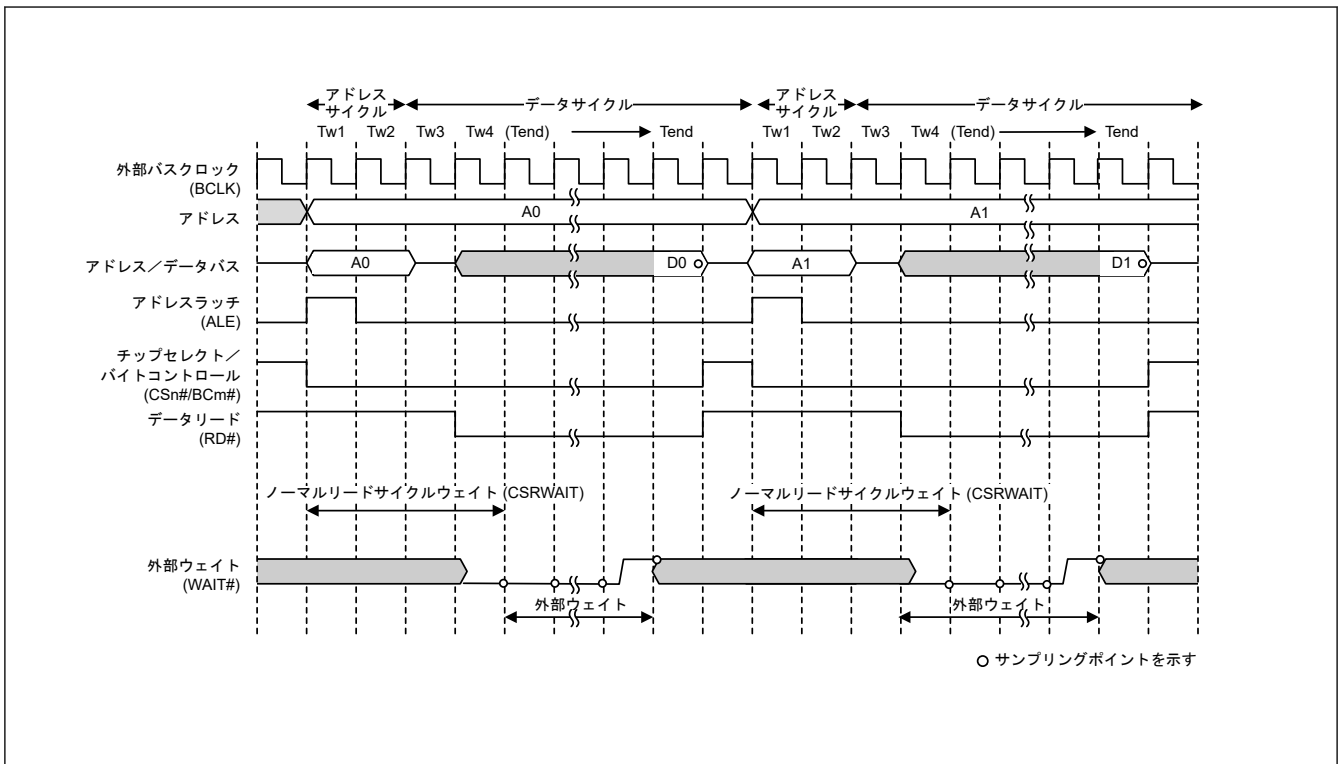 アドレス
サイクル
データサイクル
アドレス
サイクル
データサイクル
Tw1 Tw2 Tw3 Tw4 (Tend) Tend Tw1 Tw2 Tw3 Tw4 (Tend) Tend
外部バスクロック
(BCLK)
アドレス A0 A1
アドレス／データバス A0 D0 A1 D1
アドレスラッチ
(ALE)
チップセレクト／
バイトコントロール
(CSn#/BCm#)
データリード
(RD#)
ノーマルリードサイクルウェイト (CSRWAIT) ノーマルリードサイクルウェイト (CSRWAIT)
外部ウェイト
(WAIT#)
外部ウェイト 外部ウェイト
サンプリングポイントを示す